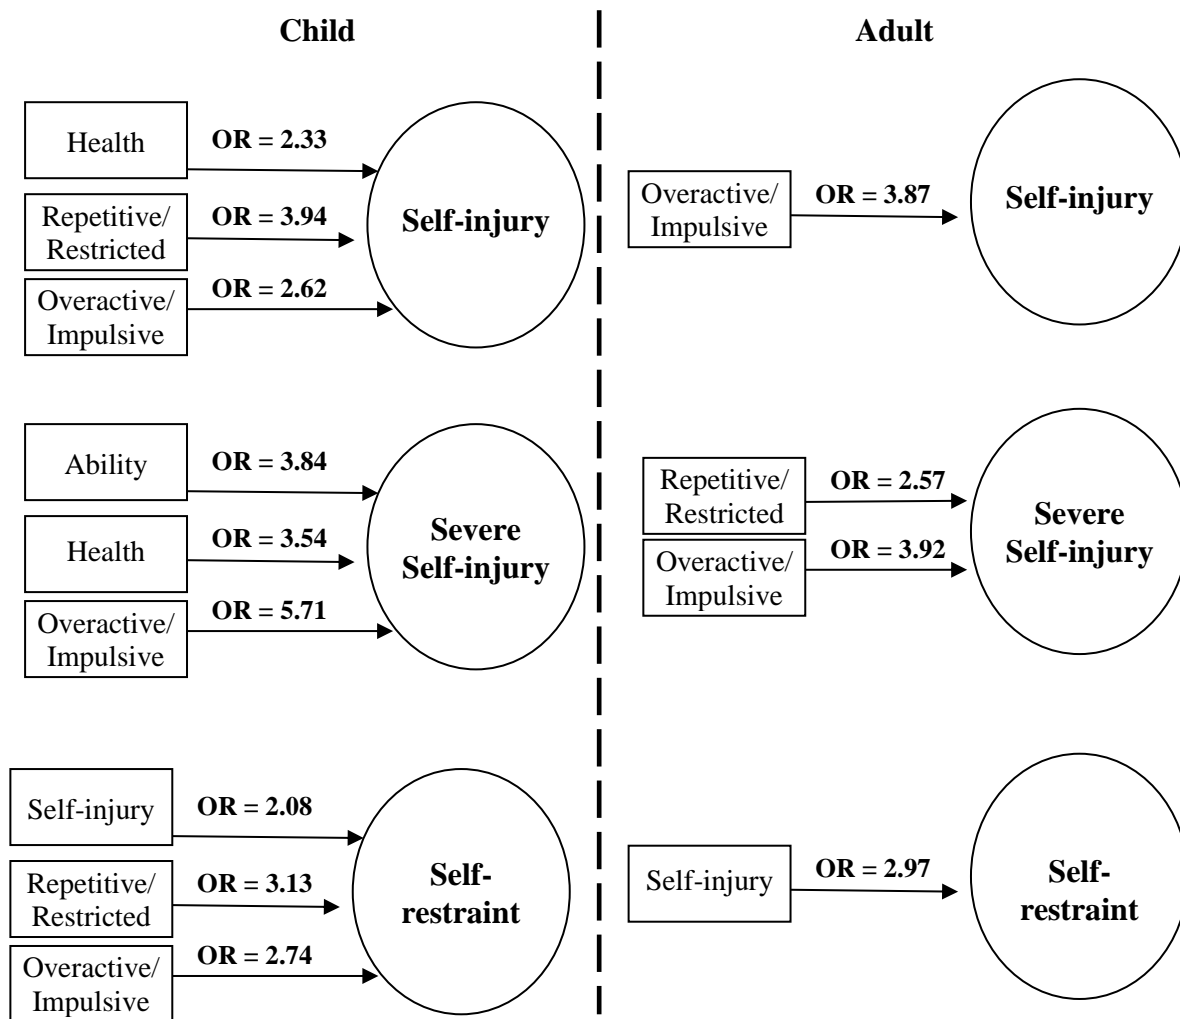 Child
Health
OR = 2.33
Repetitive/
Restricted
OR = 3.94
Overactive/
Impulsive
OR = 2.62
Self-injury
Ability
OR = 3.84
Health
OR = 3.54
Overactive/
Impulsive
OR = 5.71
Severe
Self-injury
Self-injury
OR = 2.08
Repetitive/
Restricted
OR = 3.13
Overactive/
Impulsive
OR = 2.74
Self-
restraint
Adult
Overactive/
Impulsive
OR = 3.87
Self-injury
Repetitive/
Restricted
OR = 2.57
Overactive/
Impulsive
OR = 3.92
Severe
Self-injury
Self-injury
OR = 2.97
Self-
restraint